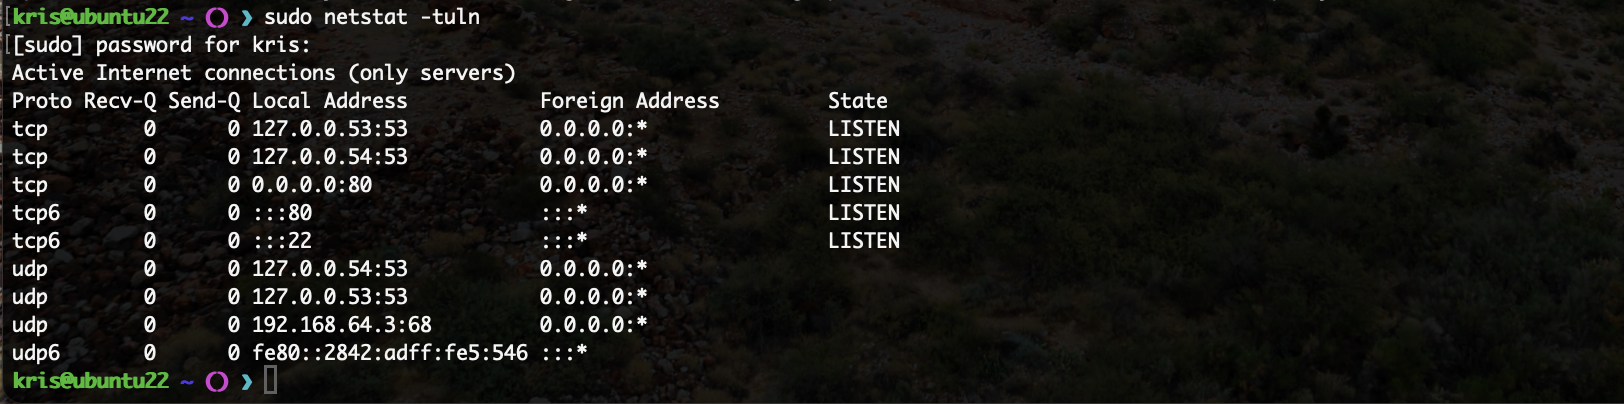 kris@ubuntu22 ~ () ❯ sudo netstat -tuln
[sudo] password for kris:
Active Internet connections (only servers)
Proto Recv-Q Send-Q Local Address           Foreign Address         State
tcp        0      0 127.0.0.53:53           0.0.0.0:*               LISTEN
tcp        0      0 127.0.0.54:53           0.0.0.0:*               LISTEN
tcp        0      0 0.0.0.0:80              0.0.0.0:*               LISTEN
tcp6       0      0 :::80                   :::*                    LISTEN
tcp6       0      0 :::22                   :::*                    LISTEN
udp        0      0 127.0.0.54:53           0.0.0.0:*
udp        0      0 127.0.0.53:53           0.0.0.0:*
udp        0      0 192.168.64.3:68         0.0.0.0:*
udp6       0      0 fe80::2842:adff:fe5:546 :::*
kris@ubuntu22 ~ () ❯